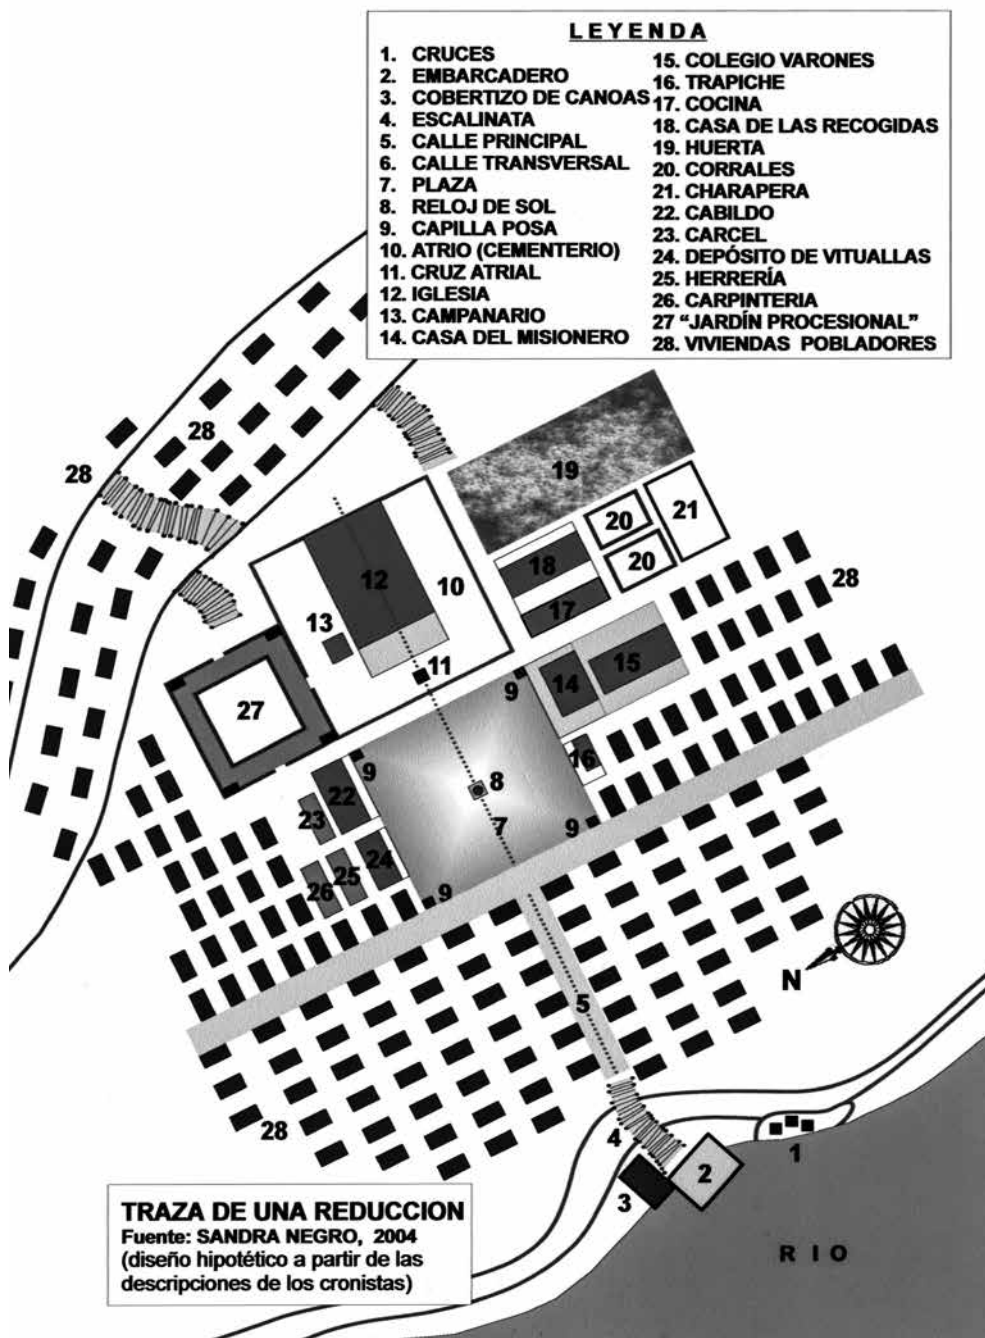 LEYENDA
1. CRUCES
2. EMBARCADERO
3. COBERTIZO DE CANOAS
4. ESCALINATA
5. CALLE PRINCIPAL
6. CALLE TRANSVERSAL
7. PLAZA
8. RELOJ DE SOL
9. CAPILLA POSA
10. ATRIO (CEMENTERIO)
11. CRUZ ATRIAL
12. IGLESIA
13. CAMPANARIO
14. CASA DEL MISIONERO
15. COLEGIO VARONES
16. TRAPICHE
17. COCINA
18. CASA DE LAS RECOGIDAS
19. HUERTA
20. CORRALES
21. CHARAPERA
22. CABILDO
23. CARCEL
24. DEPÓSITO DE VITUALLAS
25. HERRERÍA
26. CARPINTERIA
27 "JARDÍN PROCESIONAL"
28. VIVIENDAS POBLADORES
28
28
19
21
20
20
18
12
10
28
17
13
11
15
9
14
27
16
9
8
22
7
9
23
24
25
26
9
N
5
28
4
1
2
3
RIO
TRAZA DE UNA REDUCCION
Fuente: SANDRA NEGRO, 2004
(diseño hipotético a partir de las
descripciones de los cronistas)